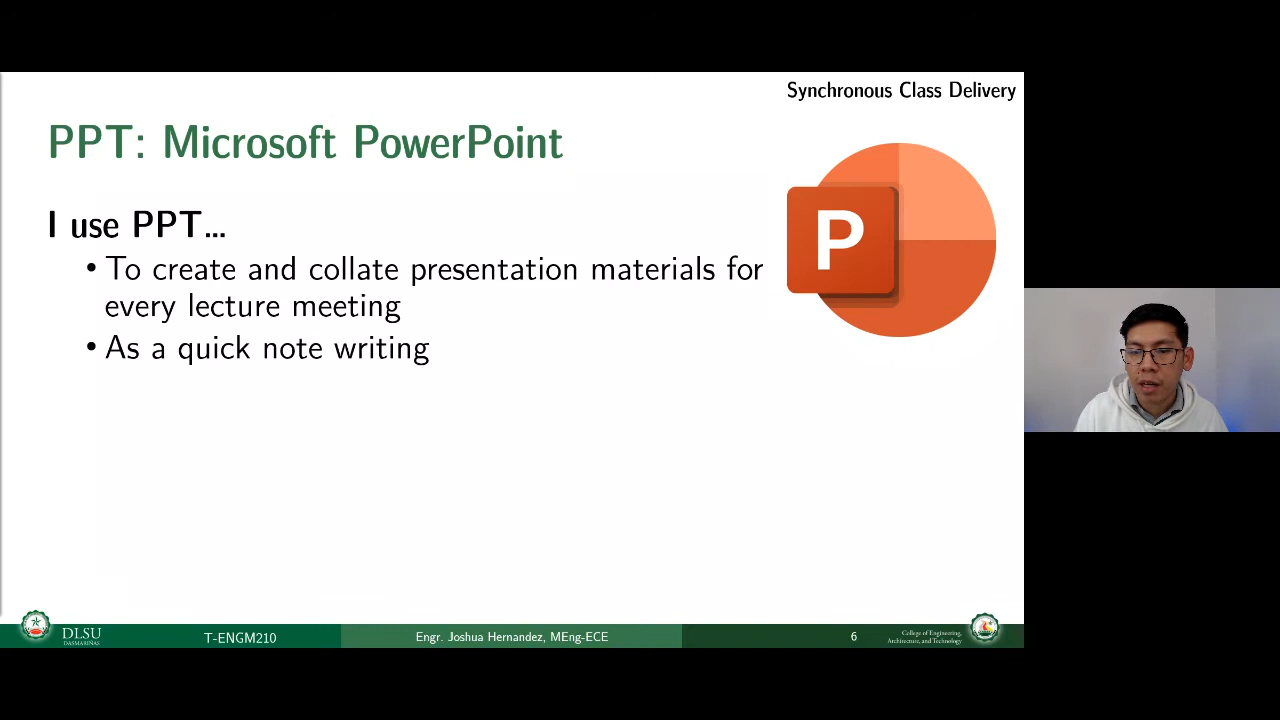 Synchronous Class Delivery
PPT: Microsoft PowerPoint
P
I use PPT...
• To create and collate presentation materials for
every lecture meeting
• As a quick note writing
DLSU
DASMARIÑAS
T-ENGM210
Engr. Joshua Hernandez, MEng-ECE
6
College of Engineering,
Architecture, and Technology